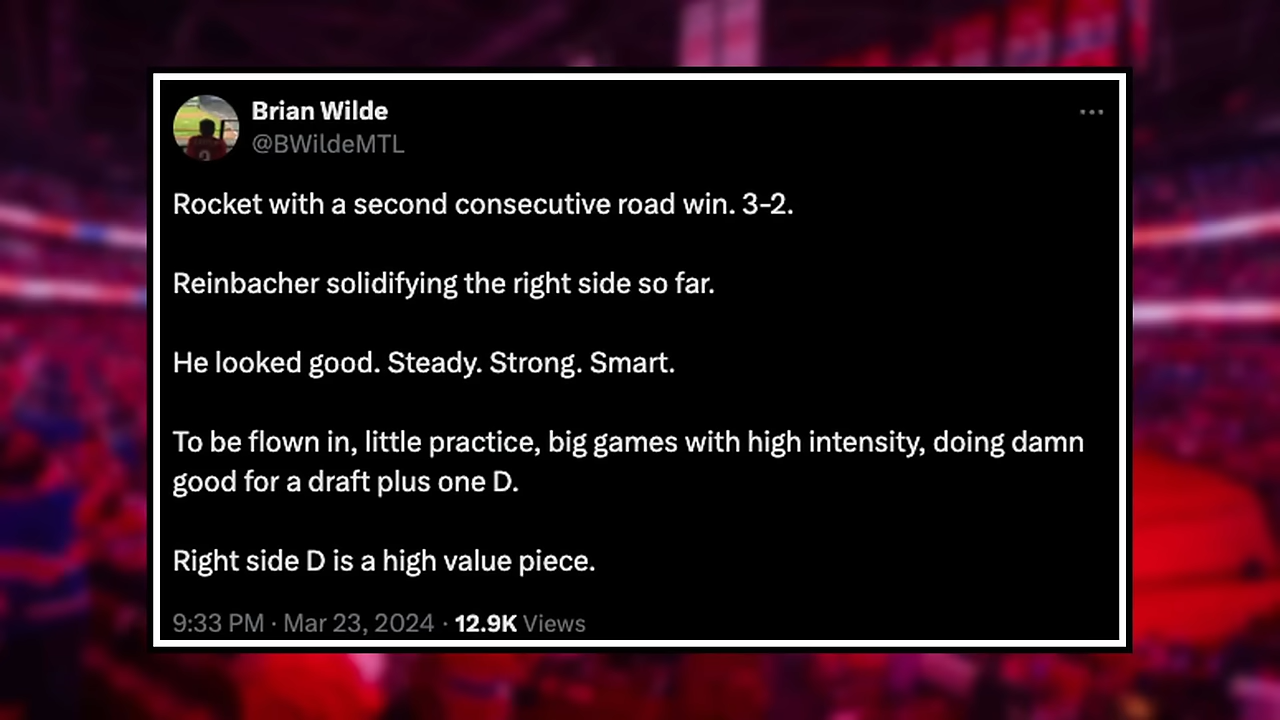 Brian Wilde
@BWildeMTL
Rocket with a second consecutive road win. 3-2.
Reinbacher solidifying the right side so far.
He looked good. Steady. Strong. Smart.
To be flown in, little practice, big games with high intensity, doing damn
good for a draft plus one D.
Right side D is a high value piece.
9:33 PM · Mar 23, 2024 · 12.9K Views